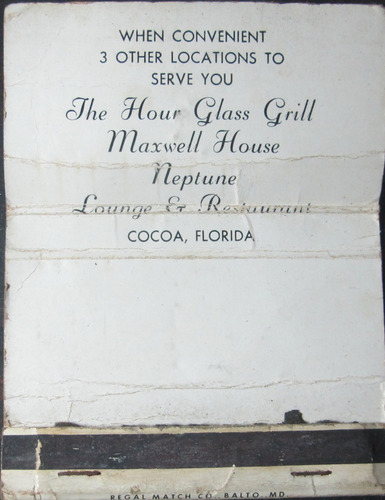 WHEN CONVENIENT
3 OTHER LOCATIONS TO
SERVE YOU
The Hour Glass Grill
Maxwell House
Neptune
Lounge & Restaurant
COCOA, FLORIDA
REGAL MATCH CO. BALTO. MD.